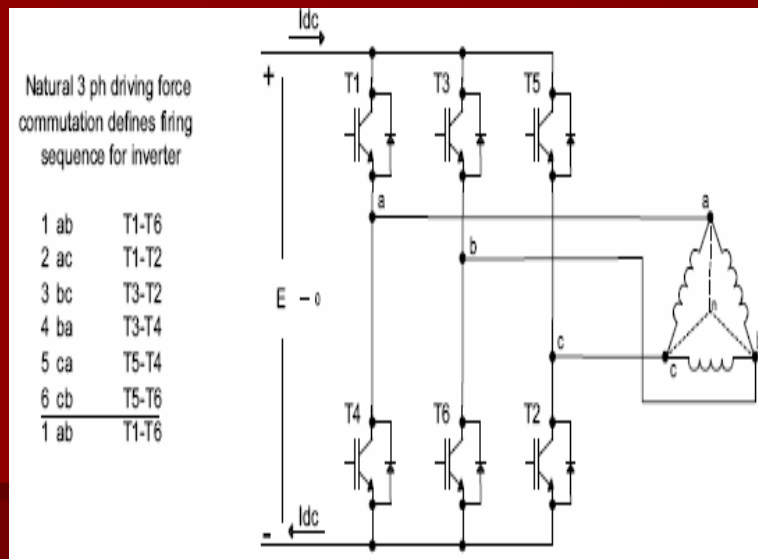 Natural 3 ph driving force
commutation defines firing
sequence for inverter
1 ab T1-T6
2 ac T1-T2
3 bc T3-T2
4 ba T3-T4
5 ca T5-T4
6 cb T5-T6
1 ab T1-T6
Idc
+
T1 T3 T5
a
a
b
E - 0
n
c
c
b
T4 T6 T2
- Idc